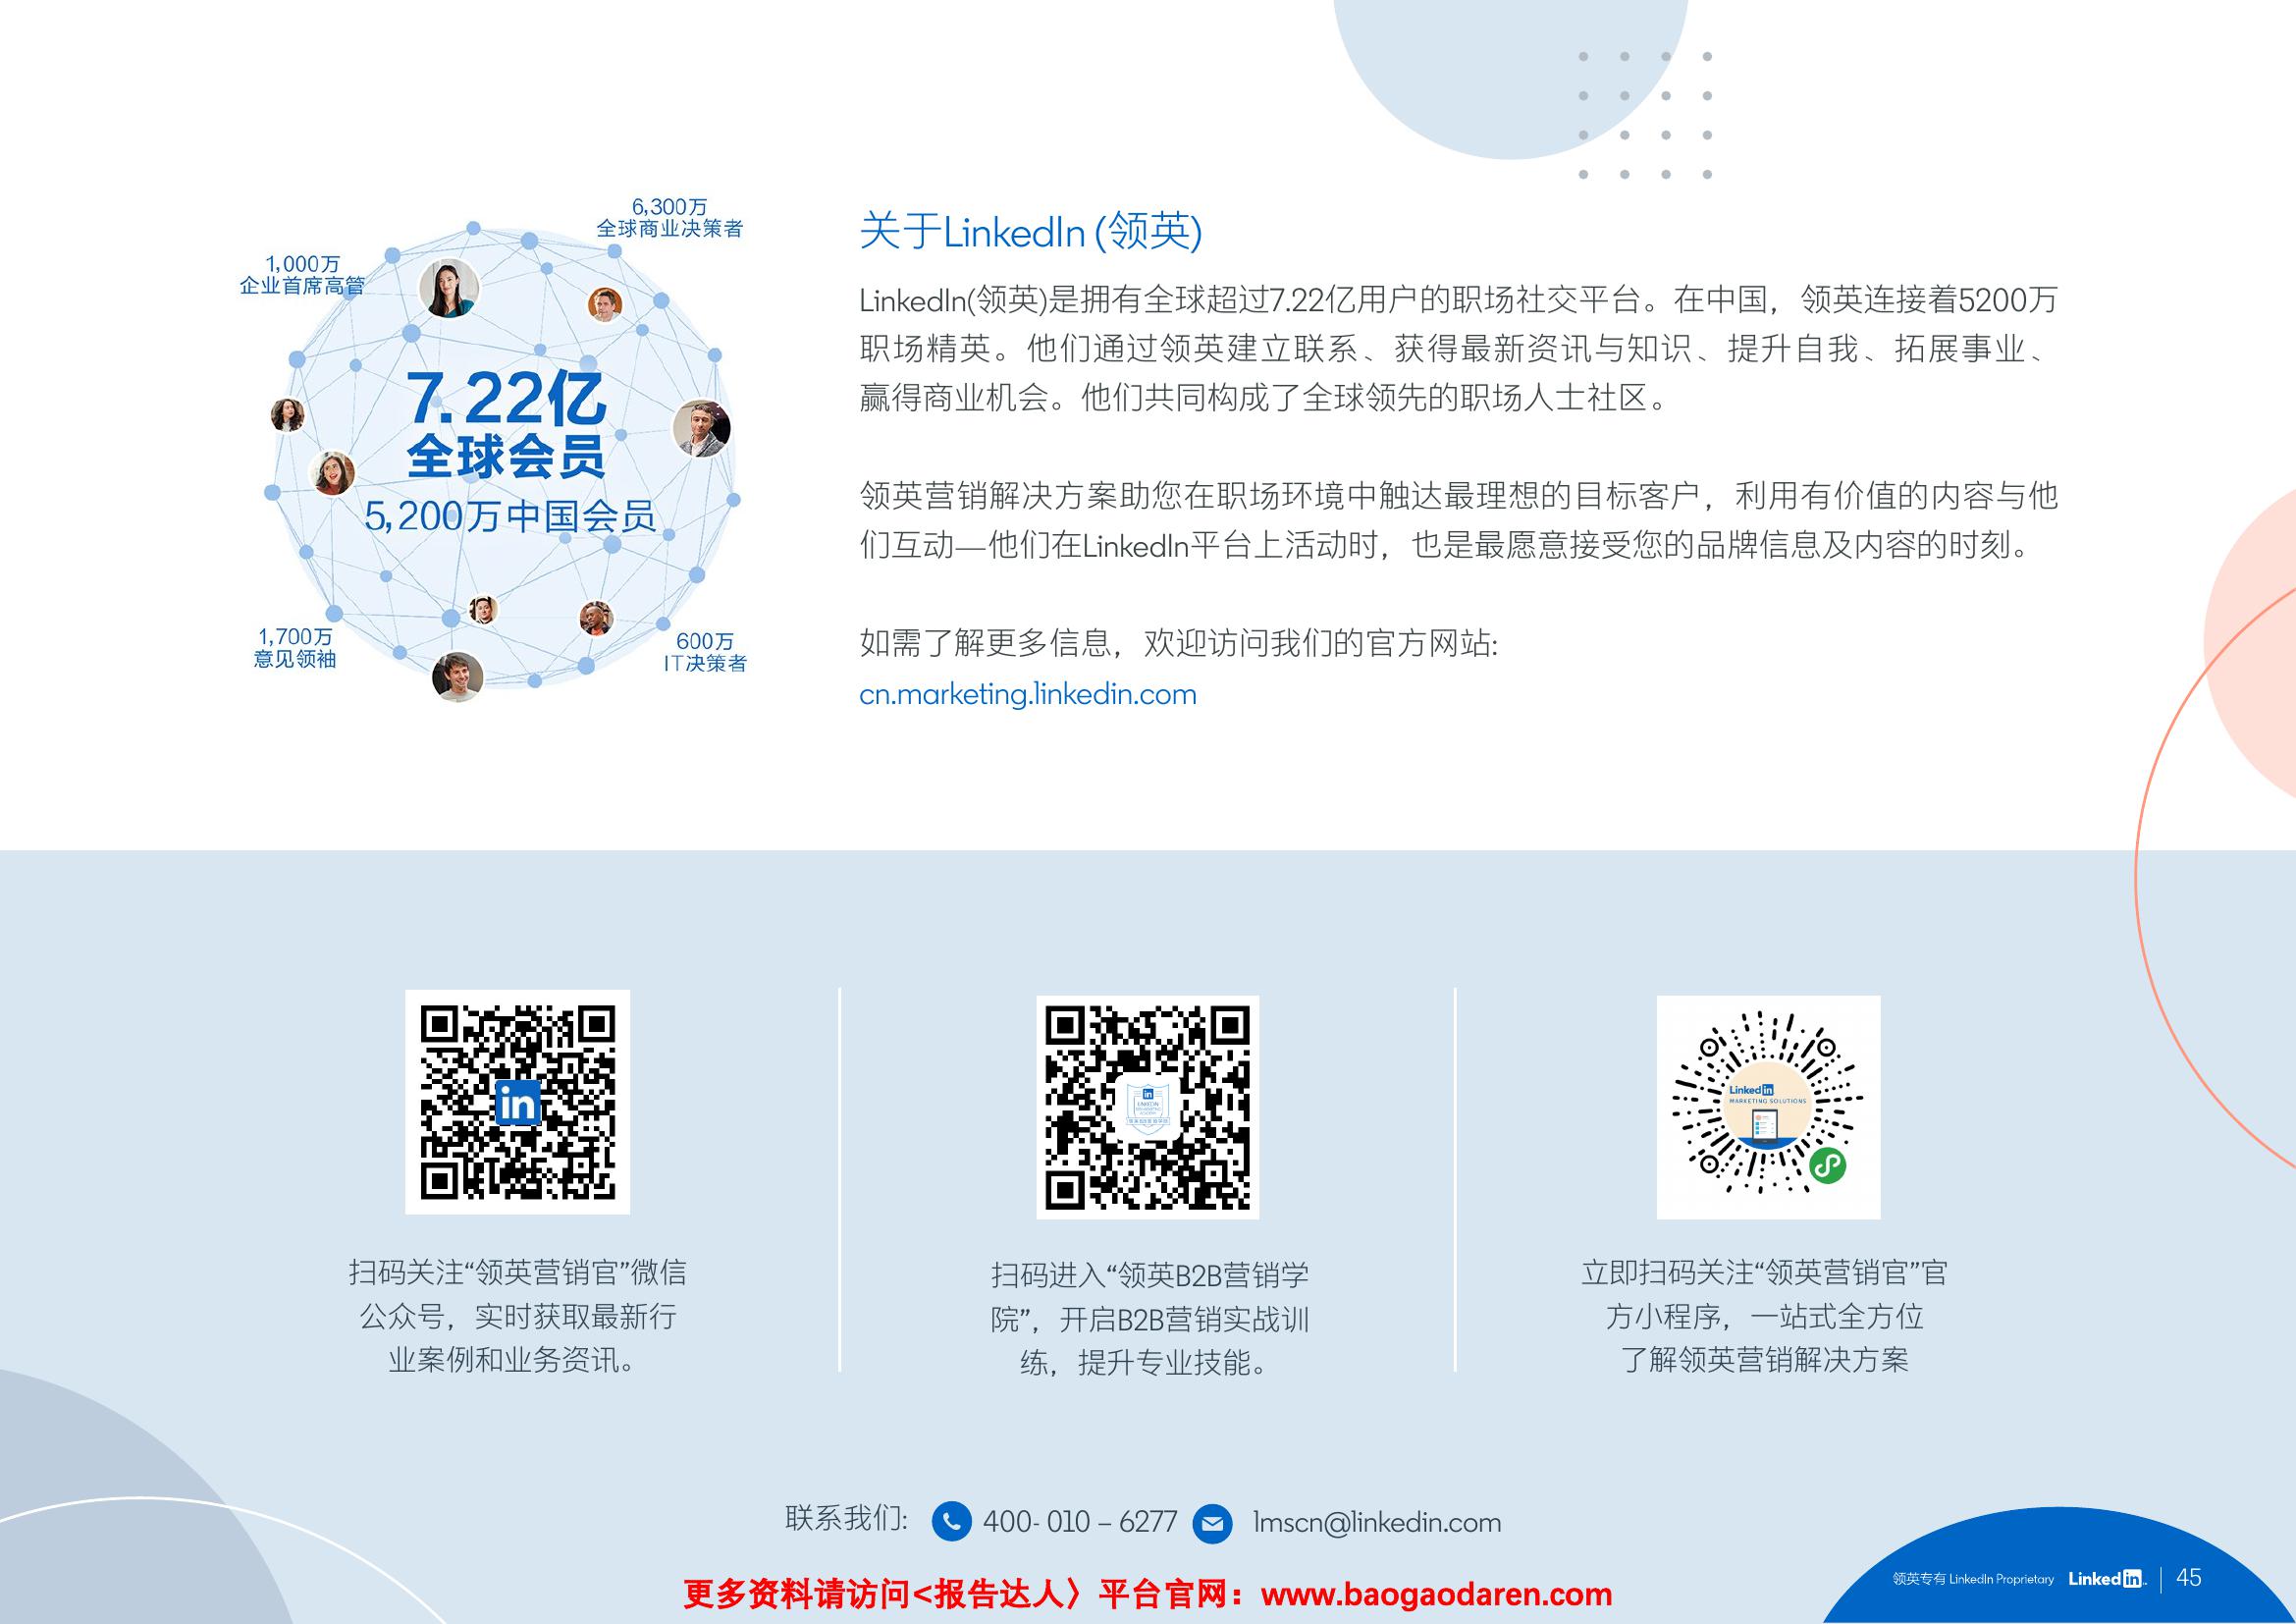 6,300万
全球商业决策者
1,000万
企业首席高管
7.22亿
全球会员
5,200万中国会员
1,700万
意见领袖
600万
IT决策者
关于LinkedIn (领英)
LinkedIn(领英)是拥有全球超过7.22亿用户的职场社交平台。在中国，领英连接着5200万
职场精英。他们通过领英建立联系、获得最新资讯与知识、提升自我、拓展事业、
赢得商业机会。他们共同构成了全球领先的职场人士社区。
领英营销解决方案助您在职场环境中触达最理想的目标客户，利用有价值的内容与他
们互动—他们在LinkedIn平台上活动时，也是最愿意接受您的品牌信息及内容的时刻。
如需了解更多信息，欢迎访问我们的官方网站:
cn.marketing.linkedin.com
in
in
Linked in
MARKETING SOLUTIONS
扫码关注“领英营销官”微信
公众号，实时获取最新行
业案例和业务资讯。
扫码进入“领英B2B营销学
院”，开启B2B营销实战训
练，提升专业技能。
立即扫码关注“领英营销官”官
方小程序，一站式全方位
了解领英营销解决方案
联系我们: 400- 010 – 6277 lmscn@linkedin.com
更多资料请访问<报告达人〉平台官网：www.baogaodaren.com
领英专有 LinkedIn Proprietary Linked in 45